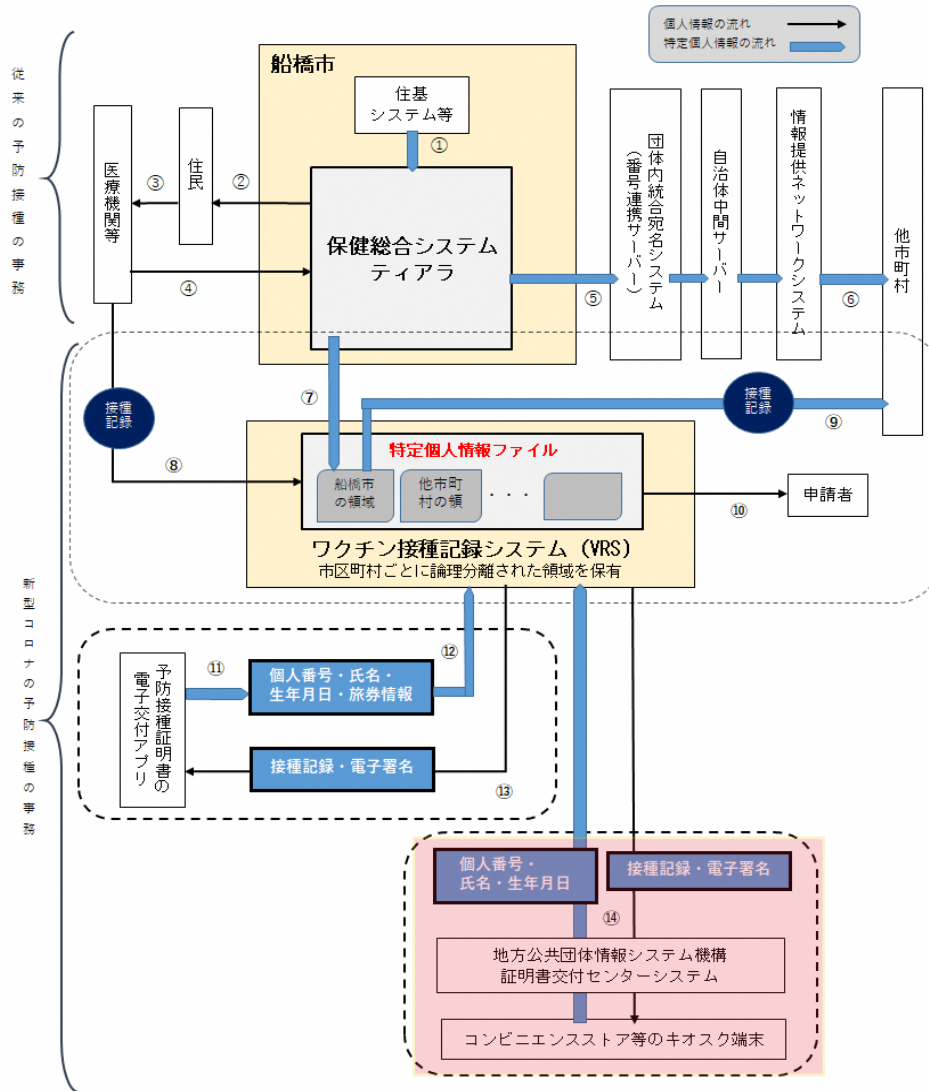 個人情報の流れ
特定個人情報の流れ
従来の予防接種の事務
船橋市
住基
システム等
①
医療機関等
③
住民
②
保健総合システム
ティアラ
④
⑤
団体内統合宛名システム
(番号連携サーバー)
自治体中間サーバー
情報提供ネットワークシステム
⑥
他市町村
新型コロナの予防接種の事務
接種
記録
⑦
接種
記録
⑨
⑧
特定個人情報ファイル
船橋市
の領域
他市町
村の領
・・・
⑩
申請者
ワクチン接種記録システム(VRS)
市区町村ごとに論理分離された領域を保有
予防接種証明書の
電子交付アプリ
⑪
個人番号・氏名・
生年月日・旅券情報
⑫
接種記録・電子署名
⑬
個人番号・
氏名・生年月日
接種記録・電子署名
⑭
地方公共団体情報システム機構
証明書交付センターシステム
コンビニエンスストア等のキオスク端末